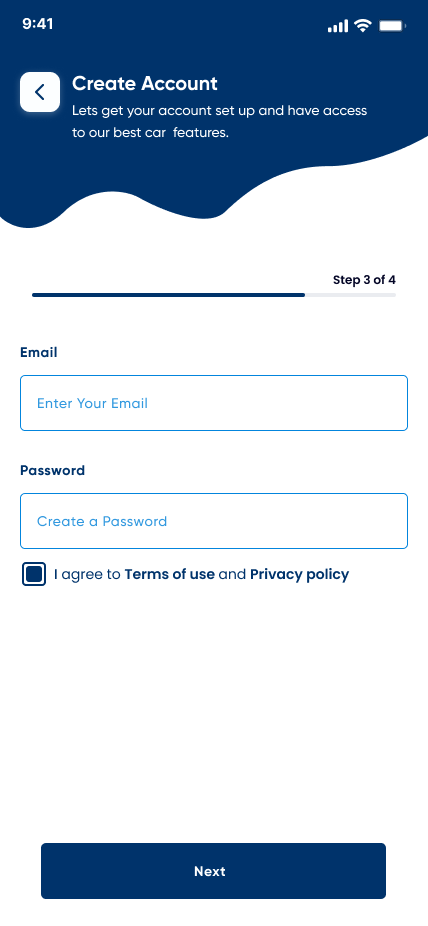 9:41
Create Account
Lets get your account set up and have access
to our best car  features.
Step 3 of 4
Email
Enter Your Email
Password
Create a Password
I agree to Terms of use and Privacy policy
Next